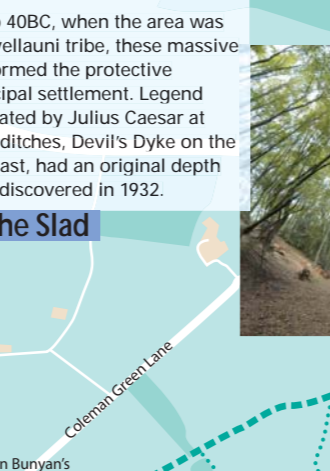 40BC, when the area was
vellauni tribe, these massive
ormed the protective
cipal settlement. Legend
ated by Julius Caesar at
ditches, Devil's Dyke on the
ast, had an original depth
discovered in 1932.
he Slad
Coleman Green Lane
n Bunyan's